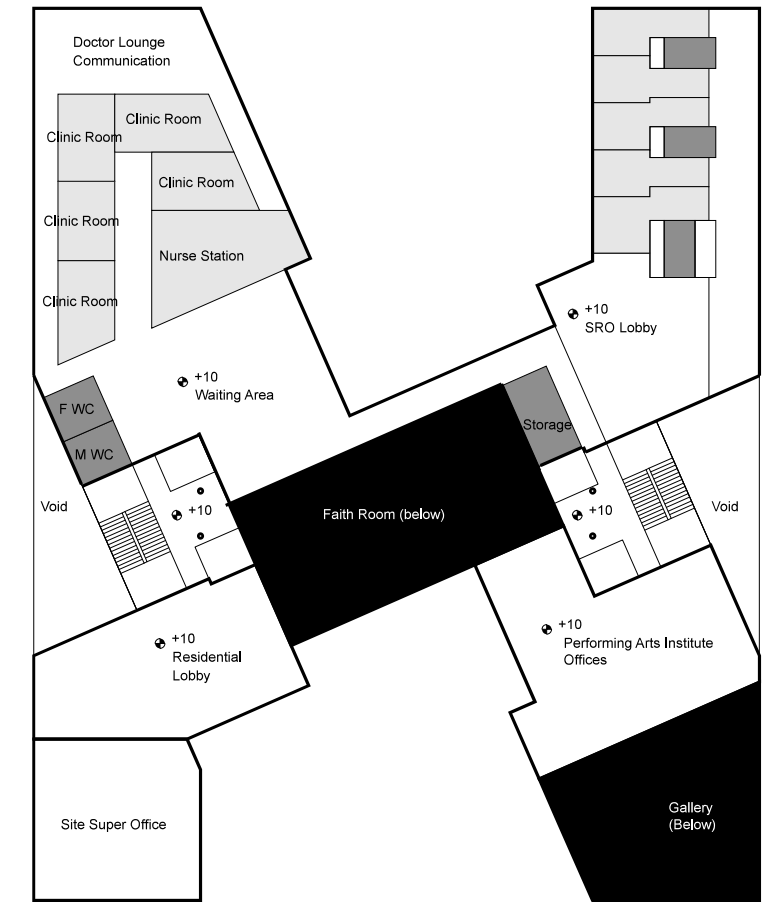 Doctor Lounge
Communication
Clinic Room
Clinic Room
Clinic Room
Clinic Room
Nurse Station
Clinic Room
+10
SRO Lobby
+10
Waiting Area
F WC
M WC
Storage
Void
+10
Faith Room (below)
+10
Void
+10
Residential
Lobby
+10
Performing Arts Institute
Offices
Site Super Office
Gallery
(Below)